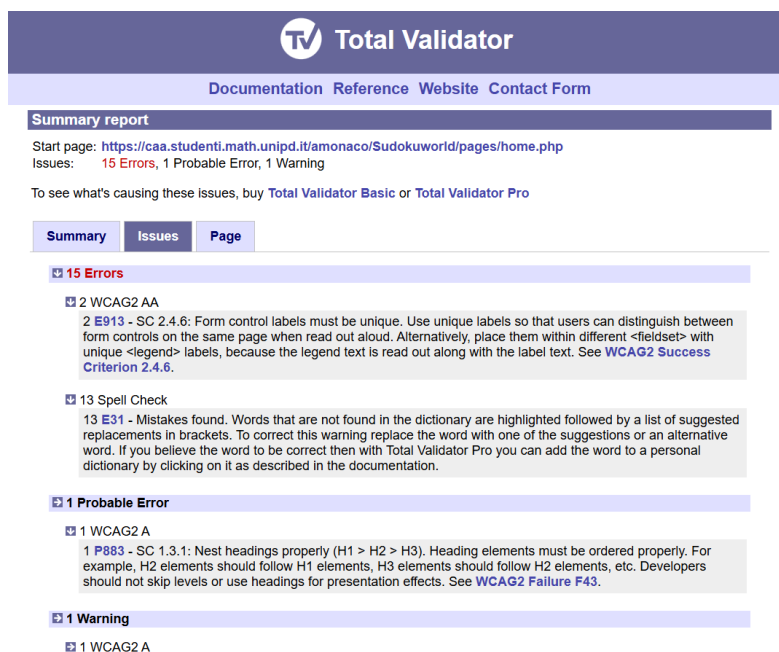 TV Total Validator
Documentation Reference Website Contact Form
Summary report
Start page: https://caa.studenti.math.unipd.it/amonaco/Sudokuworld/pages/home.php
Issues: 15 Errors, 1 Probable Error, 1 Warning
To see what's causing these issues, buy Total Validator Basic or Total Validator Pro
Summary Issues Page
15 Errors
2 WCAG2 AA
2 E913 - SC 2.4.6: Form control labels must be unique. Use unique labels so that users can distinguish between
form controls on the same page when read out aloud. Alternatively, place them within different <fieldset> with
unique <legend> labels, because the legend text is read out along with the label text. See WCAG2 Success
Criterion 2.4.6.
13 Spell Check
13 E31 - Mistakes found. Words that are not found in the dictionary are highlighted followed by a list of suggested
replacements in brackets. To correct this warning replace the word with one of the suggestions or an alternative
word. If you believe the word to be correct then with Total Validator Pro you can add the word to a personal
dictionary by clicking on it as described in the documentation.
1 Probable Error
1 WCAG2 A
1 P883 - SC 1.3.1: Nest headings properly (H1 > H2 > H3). Heading elements must be ordered properly. For
example, H2 elements should follow H1 elements, H3 elements should follow H2 elements, etc. Developers
should not skip levels or use headings for presentation effects. See WCAG2 Failure F43.
1 Warning
1 WCAG2 A